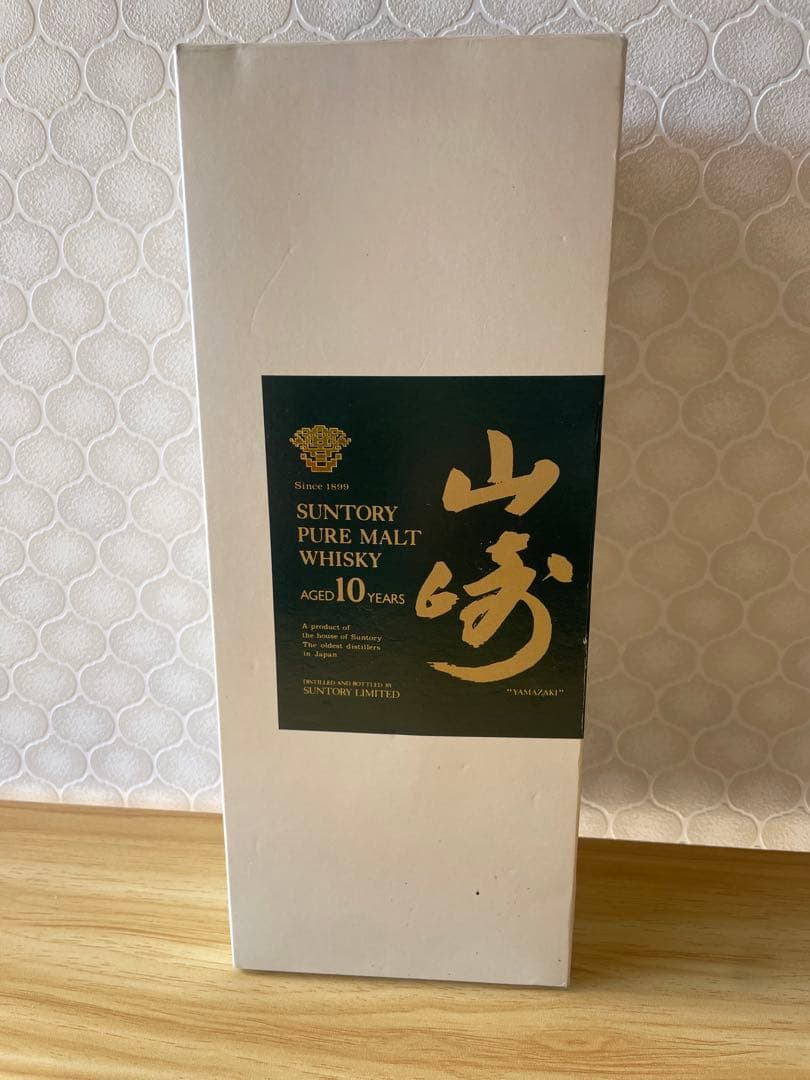 Since 1899
SUNTORY
PURE MALT
WHISKY
AGED 10 YEARS
A product of
the house of Suntory
The oldest distillers
in Japan
DISTILLED AND BOTTLED BY
SUNTORY LIMITED
山崎
"YAMAZAKI"